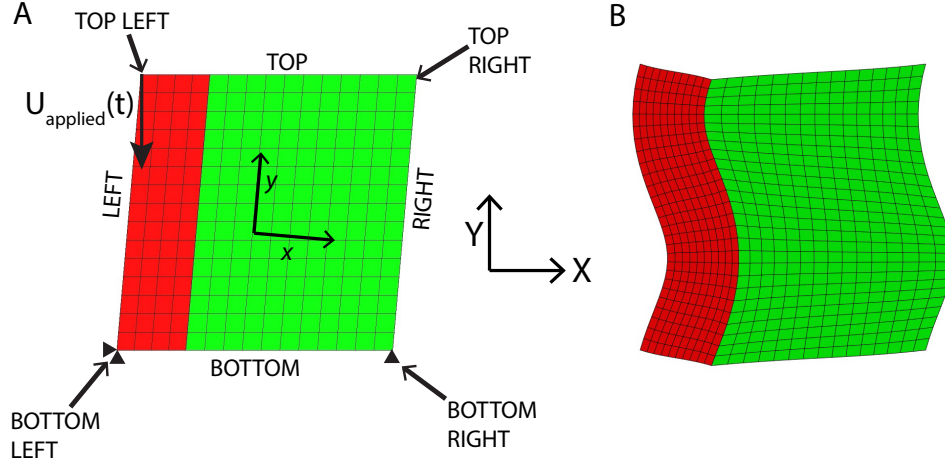 A
B
TOP LEFT
TOP
TOP
RIGHT
U applied(t)
LEFT
y
x
RIGHT
Y
X
BOTTOM
BOTTOM
LEFT
BOTTOM
RIGHT